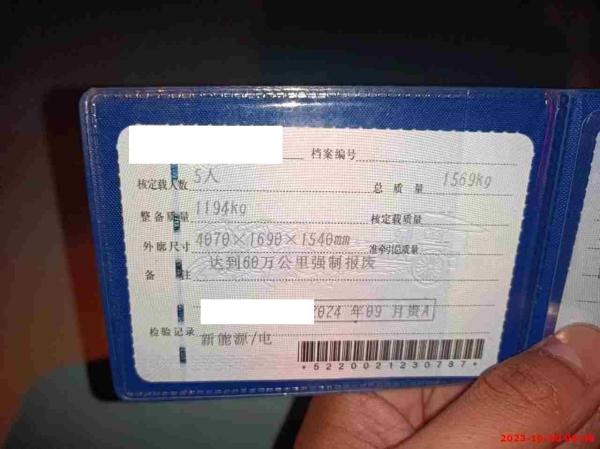 档案编号
核定载人数 5人 总质量 1569kg
整备质量 1194kg 核定载质量
外廓尺寸 4070×1690×1540mm 准牵引总质量
备注 达到60万公里强制报废
2024年09月贵A
检验记录 新能源/电
*5220021230787*